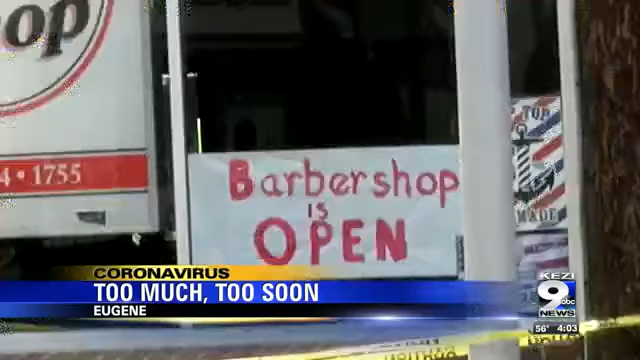 op
4 • 1755
TOP
MADE
Barbershop
is
OPEN
CORONAVIRUS
TOO MUCH, TOO SOON
EUGENE
KEZI
9 abc
NEWS
56° 4:03